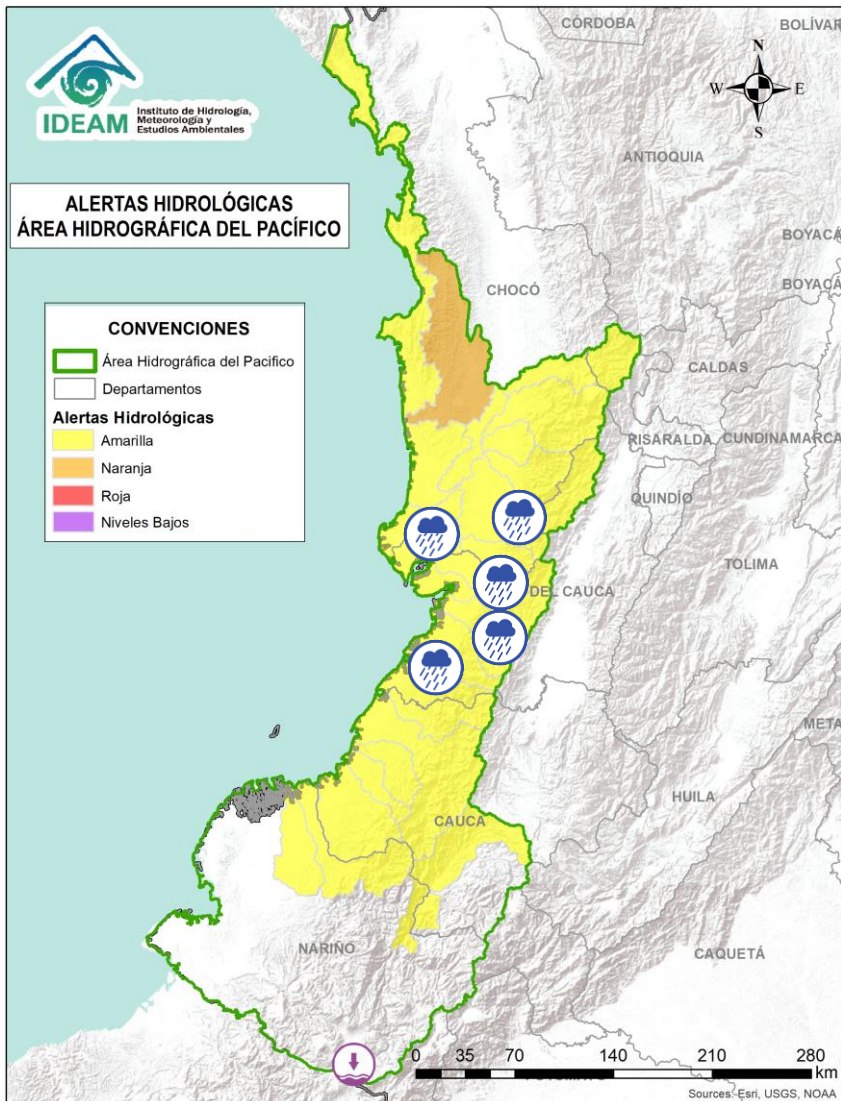 CÓRDOBA
BOLÍVAR
N
W
E
S
IDEAM
Instituto de Hidrología,
Meteorología y
Estudios Ambientales
ANTIOQUIA
ALERTAS HIDROLÓGICAS
ÁREA HIDROGRÁFICA DEL PACÍFICO
BOYACÁ
BOYACÁ
CHOCÓ
CONVENCIONES
Área Hidrográfica del Pacifico
Departamentos
Alertas Hidrológicas
Amarilla
Naranja
Roja
Niveles Bajos
CALDAS
RISARALDA
CUNDINAMARCA
QUINDÍO
TOLIMA
DEL CAUCA
META
HUILA
CAUCA
NARIÑO
CAQUETÁ
0 35 70 140 210 280
km
Sources: Esri, USGS, NOAA